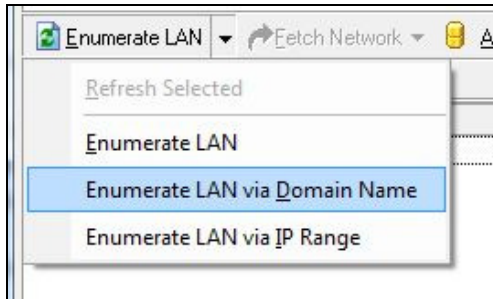 Enumerate LAN Fetch Network A
Refresh Selected
Enumerate LAN
Enumerate LAN via Domain Name
Enumerate LAN via IP Range